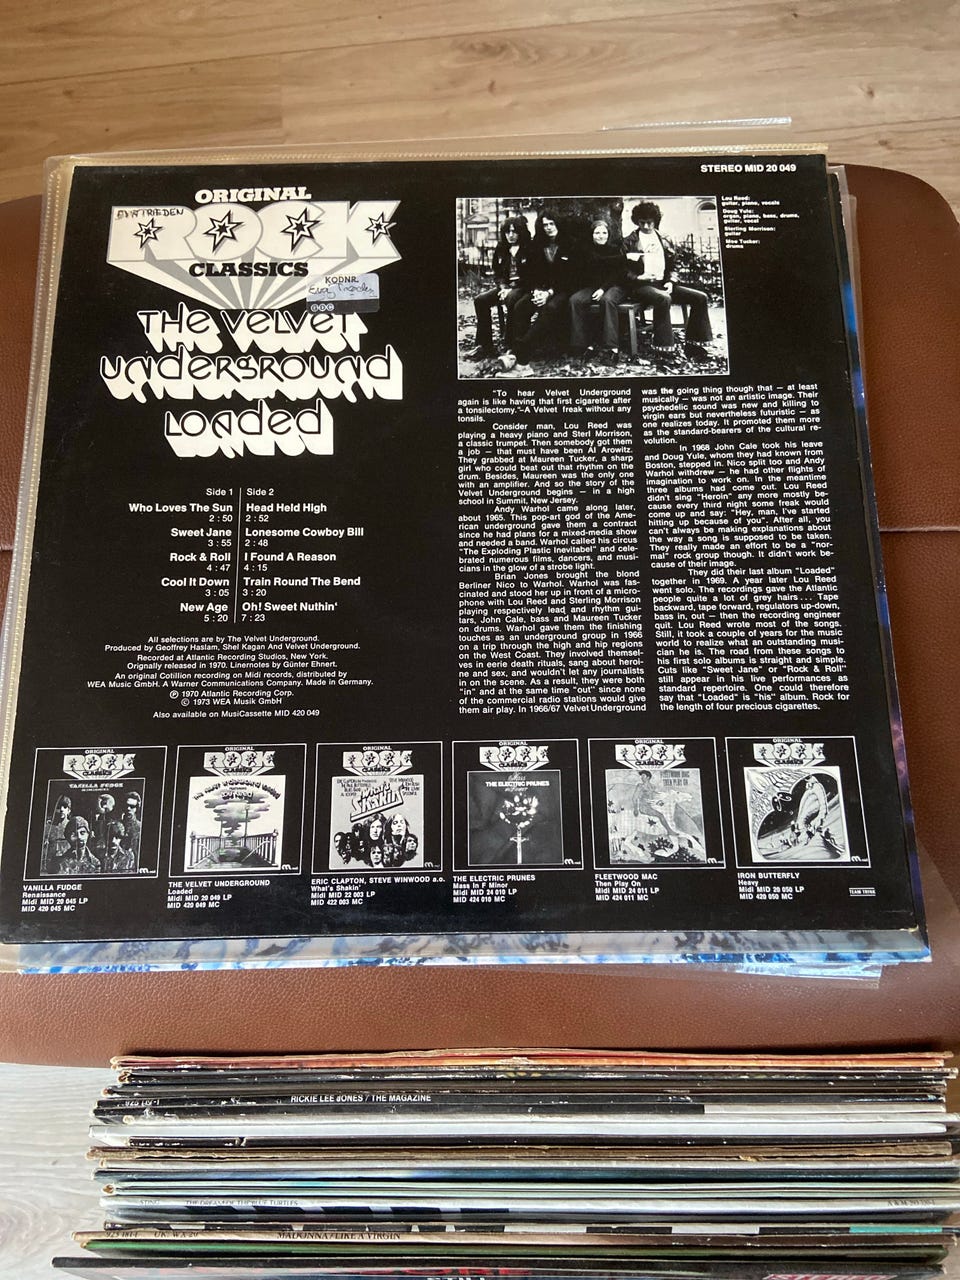 STEREO MID 20 049
ORIGINAL
EVA TRIEDEN
ROCK
CLASSICS
KODNR.
THE VELVET
UNDERGROUND
LOADED
Lou Reed:
guitar, piano, vocals
Doug Yule:
organ, piano, bass, drums,
guitar, vocal
Sterling Morrison:
guitar
Moe Tucker:
drums
Side 1 Side 2
Who Loves The Sun Head Held High
2 : 50 2 : 52
Sweet Jane Lonesome Cowboy Bill
3 : 55 2 : 48
Rock & Roll I Found A Reason
4 : 47 4 : 15
Cool It Down Train Round The Bend
3 : 05 3 : 20
New Age Oh! Sweet Nuthin'
5 : 20 7 : 23
All selections are by The Velvet Underground.
Produced by Geoffrey Haslam, Shel Kagan And Velvet Underground.
Recorded at Atlantic Recording Studios, New York.
Orignally released in 1970. Linernotes by Günter Ehnert.
An original Cotillion recording on Midi records, distributed by
WEA Music GmbH. A Warner Communications Company. Made in Germany.
Ⓟ 1970 Atlantic Recording Corp.
© 1973 WEA Musik GmbH
Also available on MusiCassette MID 420 049
"To hear Velvet Underground
again is like having that first cigarette after
a tonsilectomy."–A Velvet freak without any
tonsils.
Consider man, Lou Reed was
playing a heavy piano and Sterl Morrison,
a classic trumpet. Then somebody got them
a job — that must have been Al Arowitz.
They grabbed at Maureen Tucker, a sharp
girl who could beat out that rhythm on the
drum. Besides, Maureen was the only one
with an amplifier. And so the story of the
Velvet Underground begins — in a high
school in Summit, New Jersey.
Andy Warhol came along later,
about 1965. This pop-art god of the Ame-
rican underground gave them a contract
since he had plans for a mixed-media show
and needed a band. Warhol called his circus
"The Exploding Plastic Inevitabel" and cele-
brated numerous films, dancers, and musi-
cians in the glow of a strobe light.
Brian Jones brought the blond
Berliner Nico to Warhol. Warhol was fas-
cinated and stood her up in front of a micro-
phone with Lou Reed and Sterling Morrison
playing respectively lead and rhythm gui-
tars, John Cale, bass and Maureen Tucker
on drums. Warhol gave them the finishing
touches as an underground group in 1966
on a trip through the high and hip regions
on the West Coast. They involved themsel-
ves in eerie death rituals, sang about heroi-
ne and sex, and wouldn't let any journalists
in on the scene. As a result, they were both
"in" and at the same time "out" since none
of the commercial radio stations would give
them air play. In 1966/67 Velvet Underground
was the going thing though that — at least
musically — was not an artistic image. Their
psychedelic sound was new and killing to
virgin ears but nevertheless futuristic — as
one realizes today. It promoted them more
as the standard-bearers of the cultural re-
volution.
In 1968 John Cale took his leave
and Doug Yule, whom they had known from
Boston, stepped in. Nico split too and Andy
Warhol withdrew — he had other flights of
imagination to work on. In the meantime
three albums had come out. Lou Reed
didn't sing "Heroin" any more mostly be-
cause every third night some freak would
come up and say: "Hey, man, I've started
hitting up because of you". After all, you
can't always be making explanations about
the way a song is supposed to be taken.
They really made an effort to be a "nor-
mal" rock group though. It didn't work be-
cause of their image.
They did their last album "Loaded"
together in 1969. A year later Lou Reed
went solo. The recordings gave the Atlantic
people quite a lot of grey hairs . . . Tape
backward, tape forward, regulators up-down,
bass in, out — then the recording engineer
quit. Lou Reed wrote most of the songs.
Still, it took a couple of years for the music
world to realize what an outstanding musi-
cian he is. The road from these songs to
his first solo albums is straight and simple.
Cuts like "Sweet Jane" or "Rock & Roll"
still appear in his live performances as
standard repertoire. One could therefore
say that "Loaded" is "his" album. Rock for
the length of four precious cigarettes.
VANILLA FUDGE
Renaissance
Midi MID 20 045 LP
MID 420 045 MC
THE VELVET UNDERGROUND
Loaded
Midi MID 20 049 LP
MID 420 049 MC
ERIC CLAPTON, STEVE WINWOOD a.o.
What's Shakin'
Midi MID 22 003 LP
MID 422 003 MC
THE ELECTRIC PRUNES
Mass In F Minor
Midi MID 24 010 LP
MID 424 010 MC
FLEETWOOD MAC
Then Play On
Midi MID 24 011 LP
MID 424 011 MC
IRON BUTTERFLY
Heavy
Midi MID 20 050 LP
MID 420 050 MC
RICKIE LEE JONES / THE MAGAZINE
STING THE DREAM OF THE BLUE TURTLES
925 181-1 UK: WX-20 MADONNA / LIKE A VIRGIN